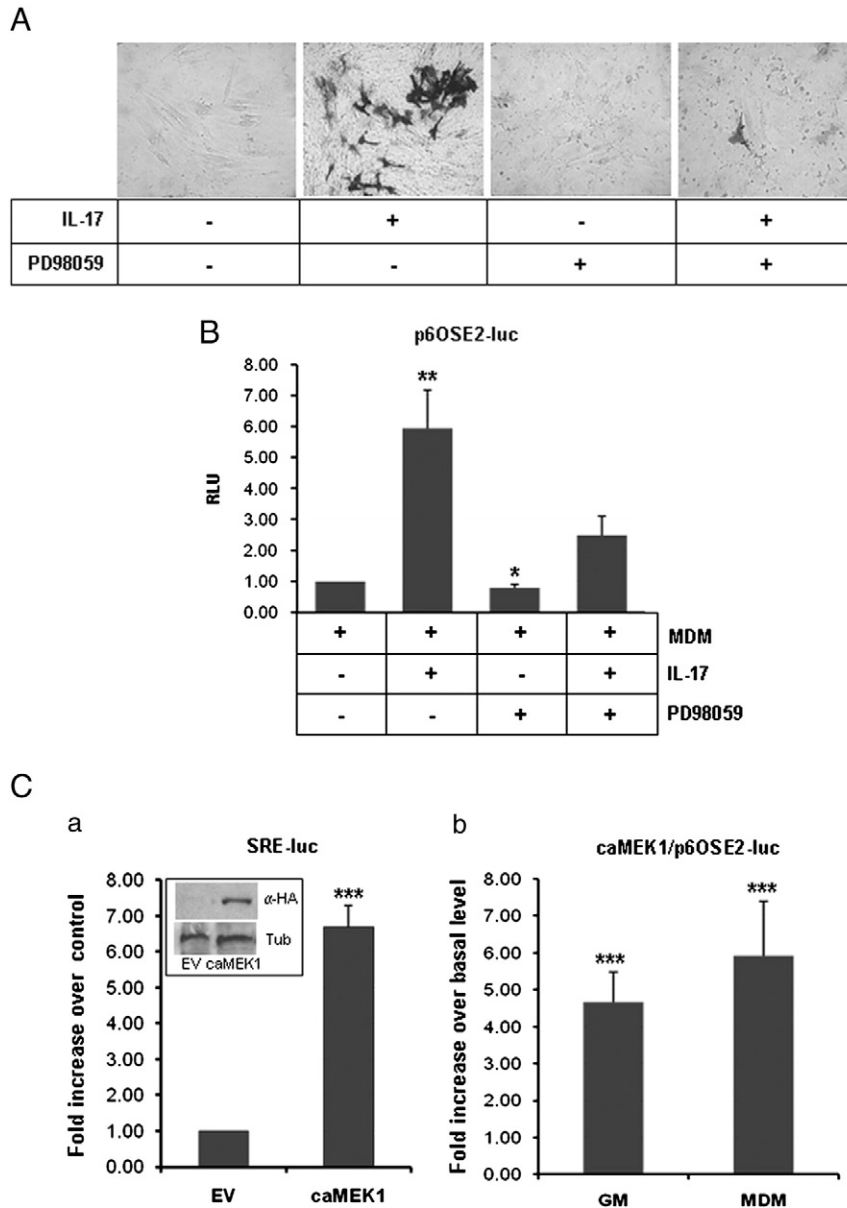 A
IL-17 - + - +
PD98059 - - + +
B
p6OSE2-luc
8.00
**
7.00
6.00
5.00
RLU
4.00
3.00
2.00
*
1.00
0.00
+ + + + MDM
- + - + IL-17
- - + + PD98059
C
a
SRE-luc
8.00
***
α-HA
7.00
6.00
Tub
EV caMEK1
5.00
Fold increase over control
4.00
3.00
2.00
1.00
0.00
EV caMEK1
b
caMEK1/p6OSE2-luc
8.00
***
7.00
6.00
***
5.00
Fold increase over basal level
4.00
3.00
2.00
1.00
0.00
GM MDM